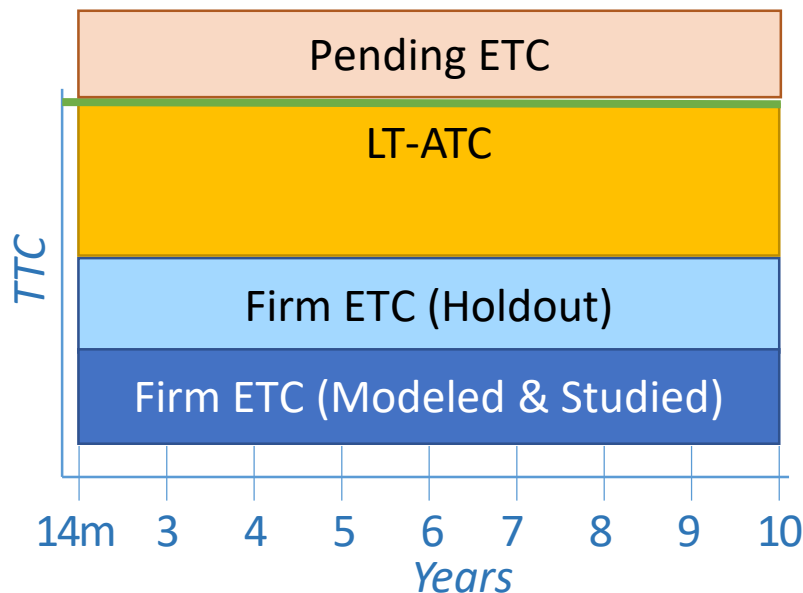 Pending ETC
LT-ATC
Firm ETC (Holdout)
Firm ETC (Modeled & Studied)
TTC
14m 3 4 5 6 7 8 9 10
Years